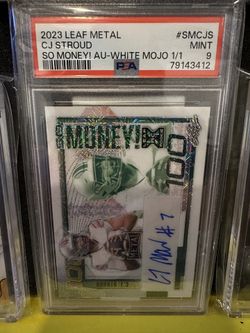 2023 LEAF METAL #SMCJS
CJ STROUD MINT
SO MONEY! AU-WHITE MOJO 1/1 9
PSA 79143412
MONEY!
100